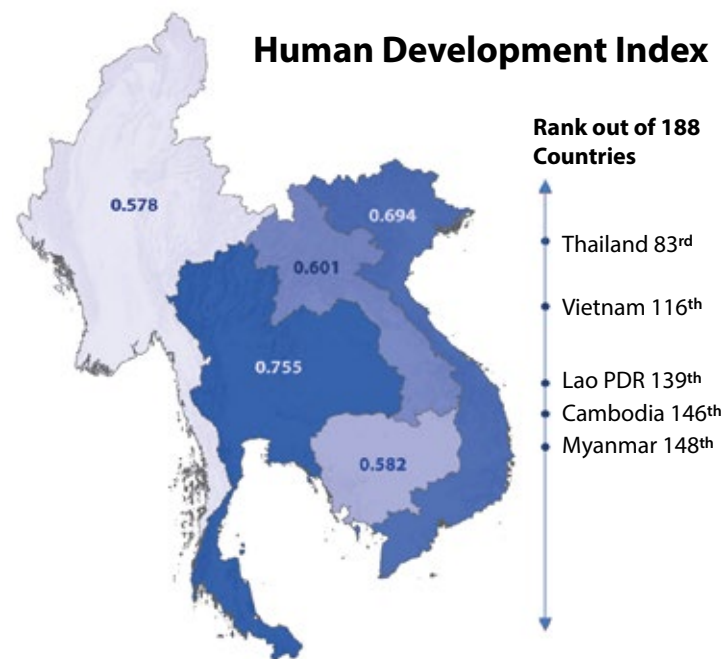 Human Development Index
Rank out of 188
Countries
0.578
0.694
0.601
0.755
0.582
Thailand 83rd
Vietnam 116th
Lao PDR 139th
Cambodia 146th
Myanmar 148th